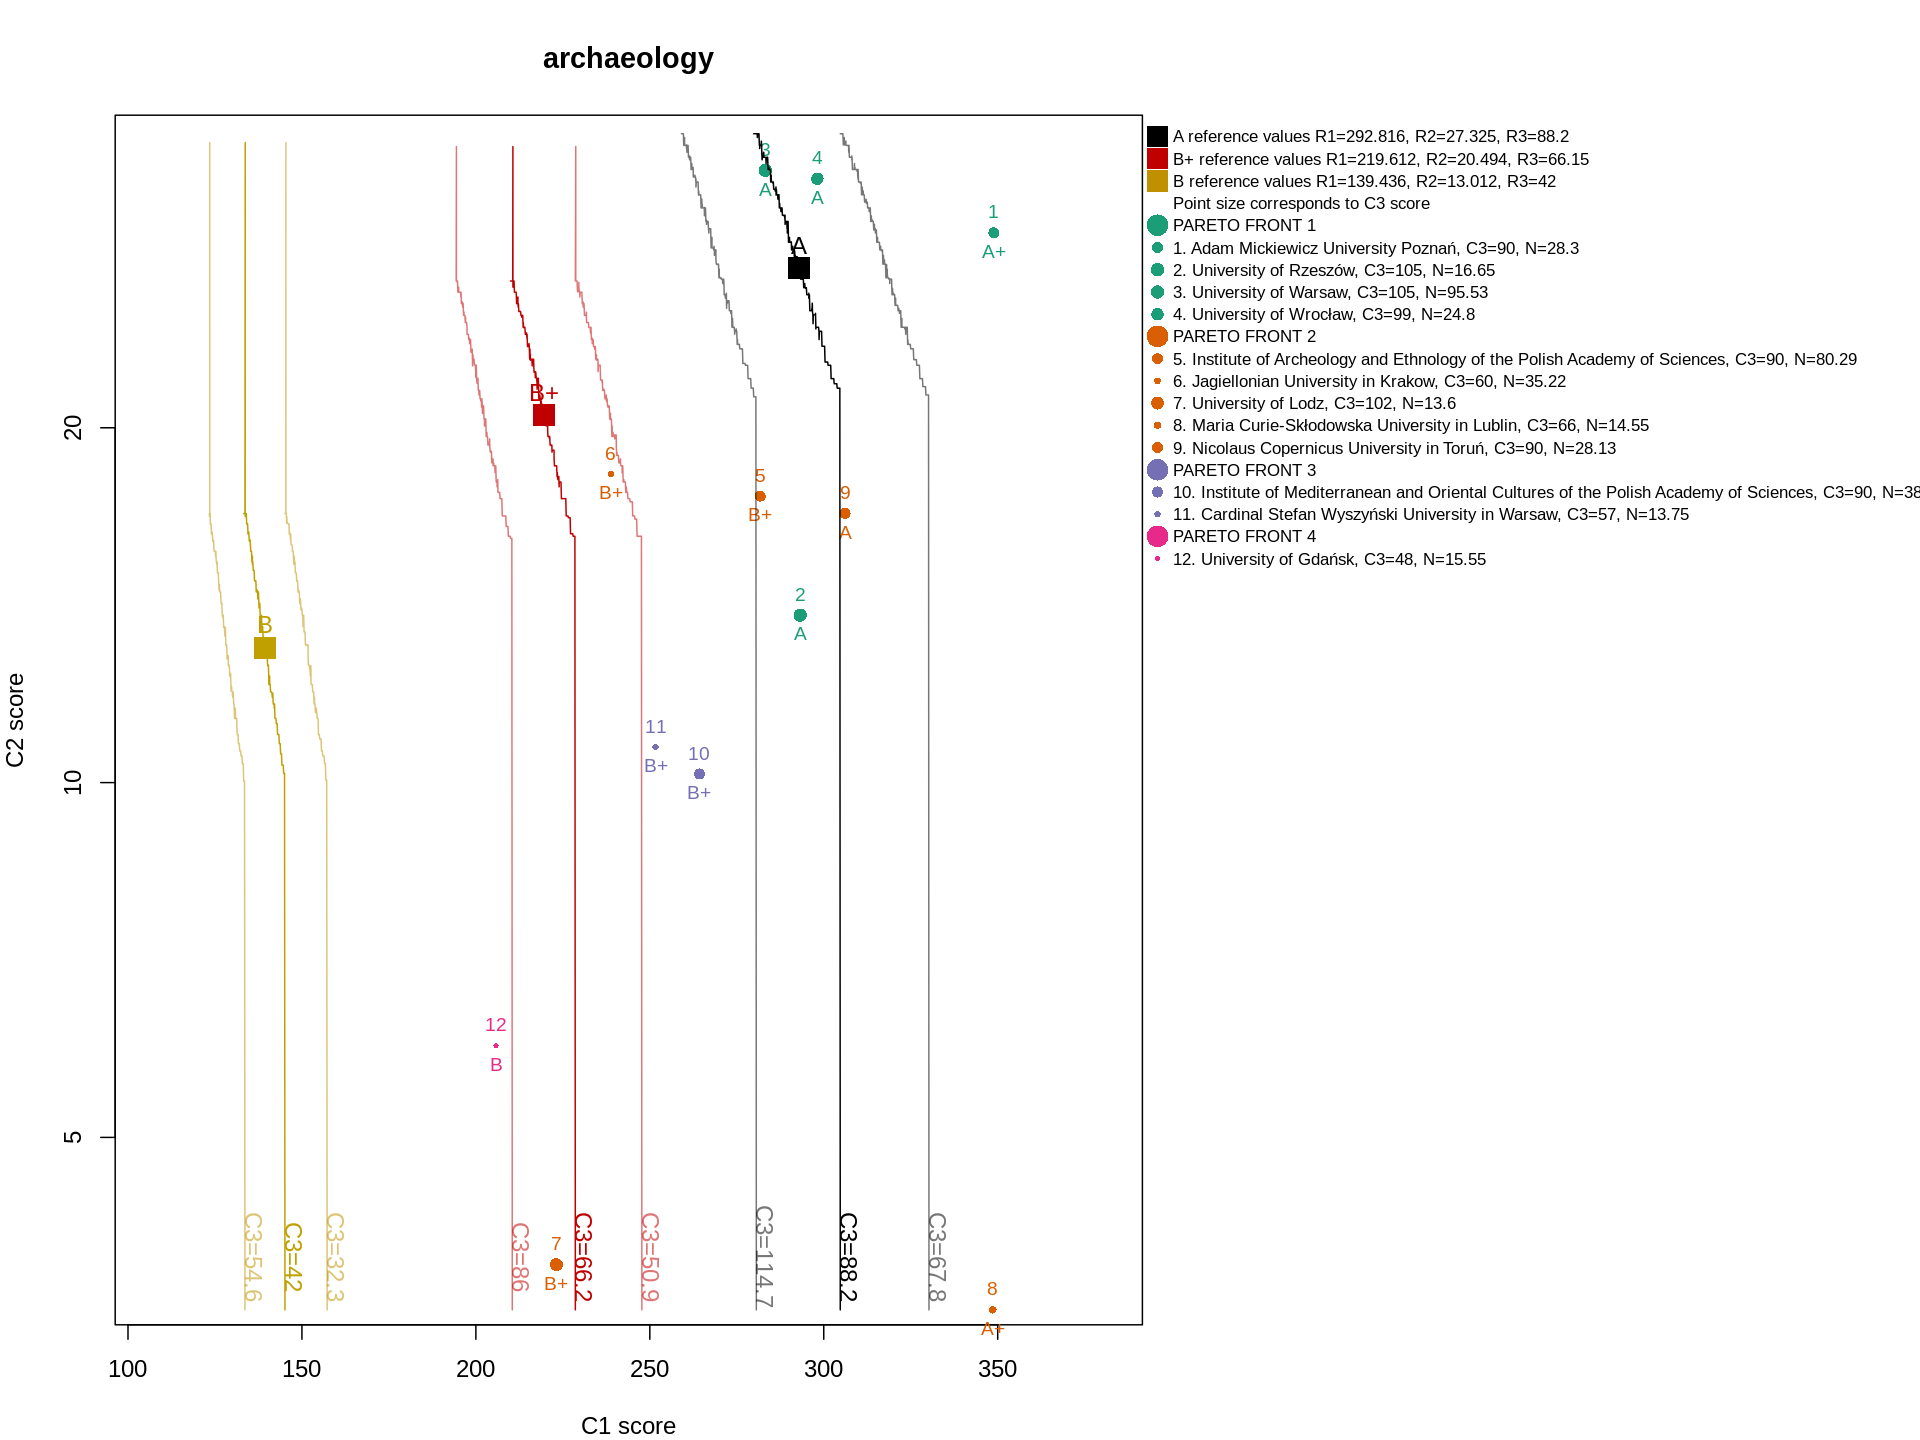 archaeology
A reference values R1=292.816, R2=27.325, R3=88.2
B+ reference values R1=219.612, R2=20.494, R3=66.15
B reference values R1=139.436, R2=13.012, R3=42
Point size corresponds to C3 score
PARETO FRONT 1
1. Adam Mickiewicz University Poznań, C3=90, N=28.3
2. University of Rzeszów, C3=105, N=16.65
3. University of Warsaw, C3=105, N=95.53
4. University of Wrocław, C3=99, N=24.8
PARETO FRONT 2
5. Institute of Archeology and Ethnology of the Polish Academy of Sciences, C3=90, N=80.29
6. Jagiellonian University in Krakow, C3=60, N=35.22
7. University of Lodz, C3=102, N=13.6
8. Maria Curie-Skłodowska University in Lublin, C3=66, N=14.55
9. Nicolaus Copernicus University in Toruń, C3=90, N=28.13
PARETO FRONT 3
10. Institute of Mediterranean and Oriental Cultures of the Polish Academy of Sciences, C3=90, N=38
11. Cardinal Stefan Wyszyński University in Warsaw, C3=57, N=13.75
PARETO FRONT 4
12. University of Gdańsk, C3=48, N=15.55
3
A
4
A
1
A+
A
B+
6
B+
5
B+
9
A
2
A
B
11
B+
10
B+
12
B
7
B+
8
A+
C3=54.6
C3=42
C3=32.3
C3=86
C3=66.2
C3=50.9
C3=114.7
C3=88.2
C3=67.8
20
10
5
C2 score
100
150
200
250
300
350
C1 score